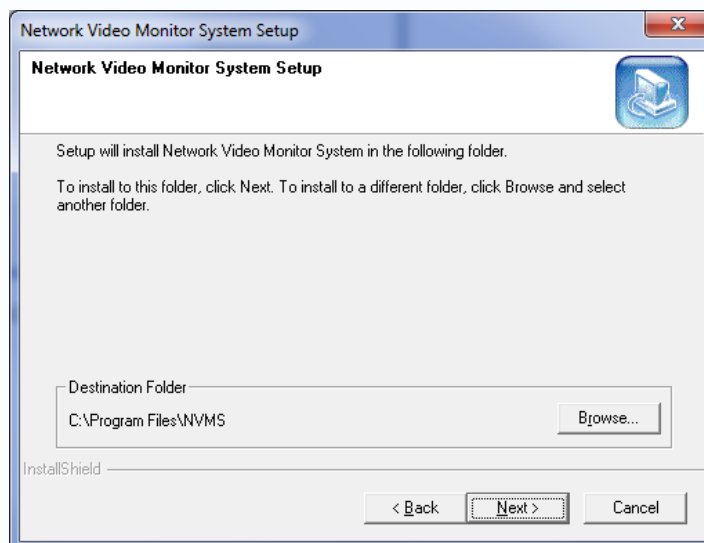 Network Video Monitor System Setup
Network Video Monitor System Setup
Setup will install Network Video Monitor System in the following folder.
To install to this folder, click Next. To install to a different folder, click Browse and select
another folder.
Destination Folder
C:\Program Files\NVMS
Browse...
InstallShield
< Back
Next >
Cancel